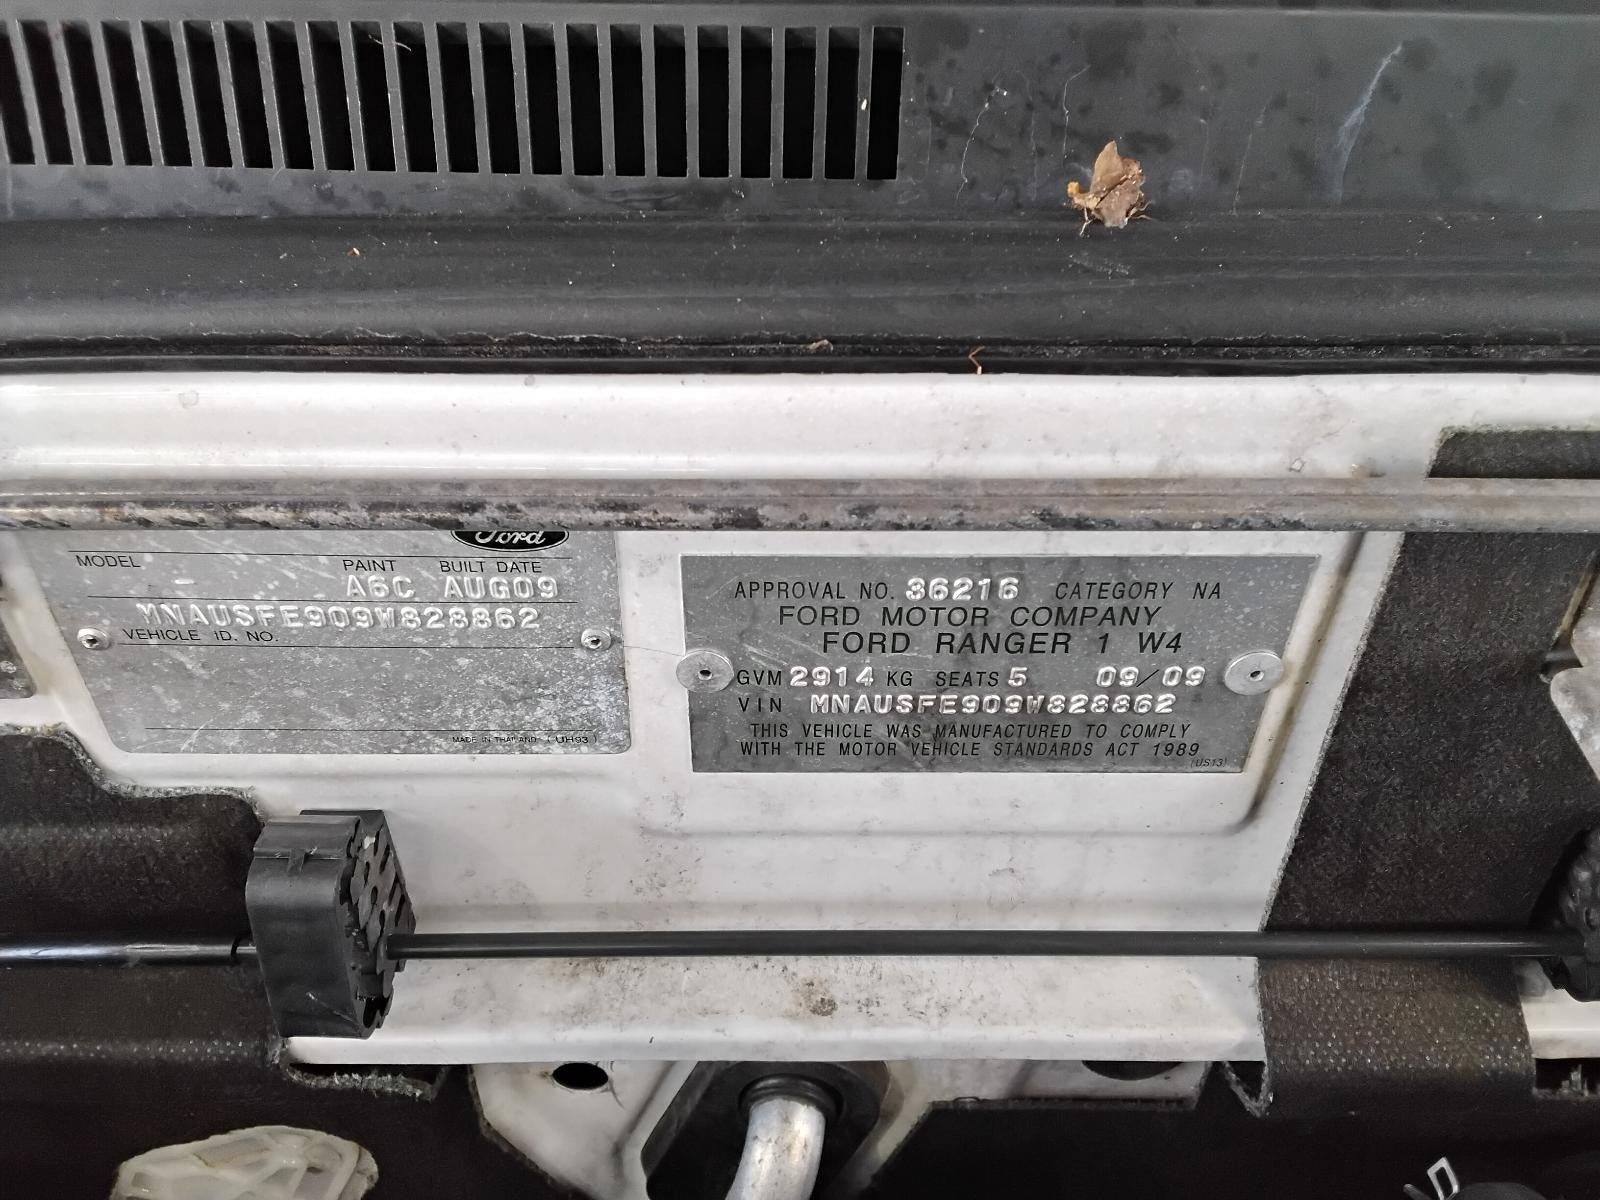 Ford
MODEL PAINT BUILT DATE
- A6C AUG09
MNAUSFE909W828862
VEHICLE ID. NO.
MADE IN THAILAND (UH93)
APPROVAL NO. 36216 CATEGORY NA
FORD MOTOR COMPANY
FORD RANGER 1 W4
GVM 2914 KG SEATS 5 09/09
VIN MNAUSFE909W828862
THIS VEHICLE WAS MANUFACTURED TO COMPLY
WITH THE MOTOR VEHICLE STANDARDS ACT 1989
(US13)